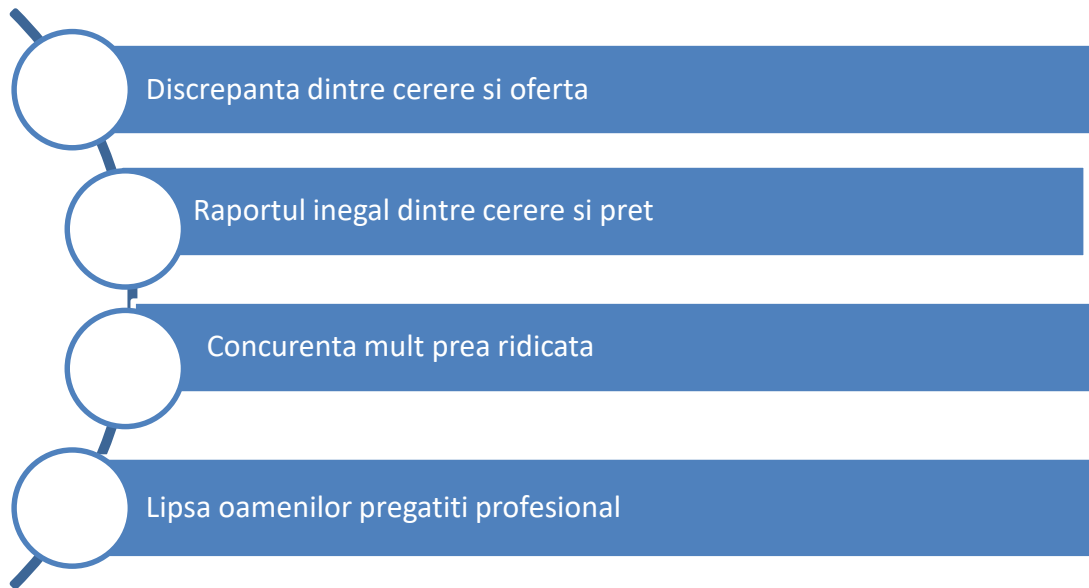 Discrepanta dintre cerere si oferta
Raportul inegal dintre cerere si pret
Concurenta mult prea ridicata
Lipsa oamenilor pregatiti profesional